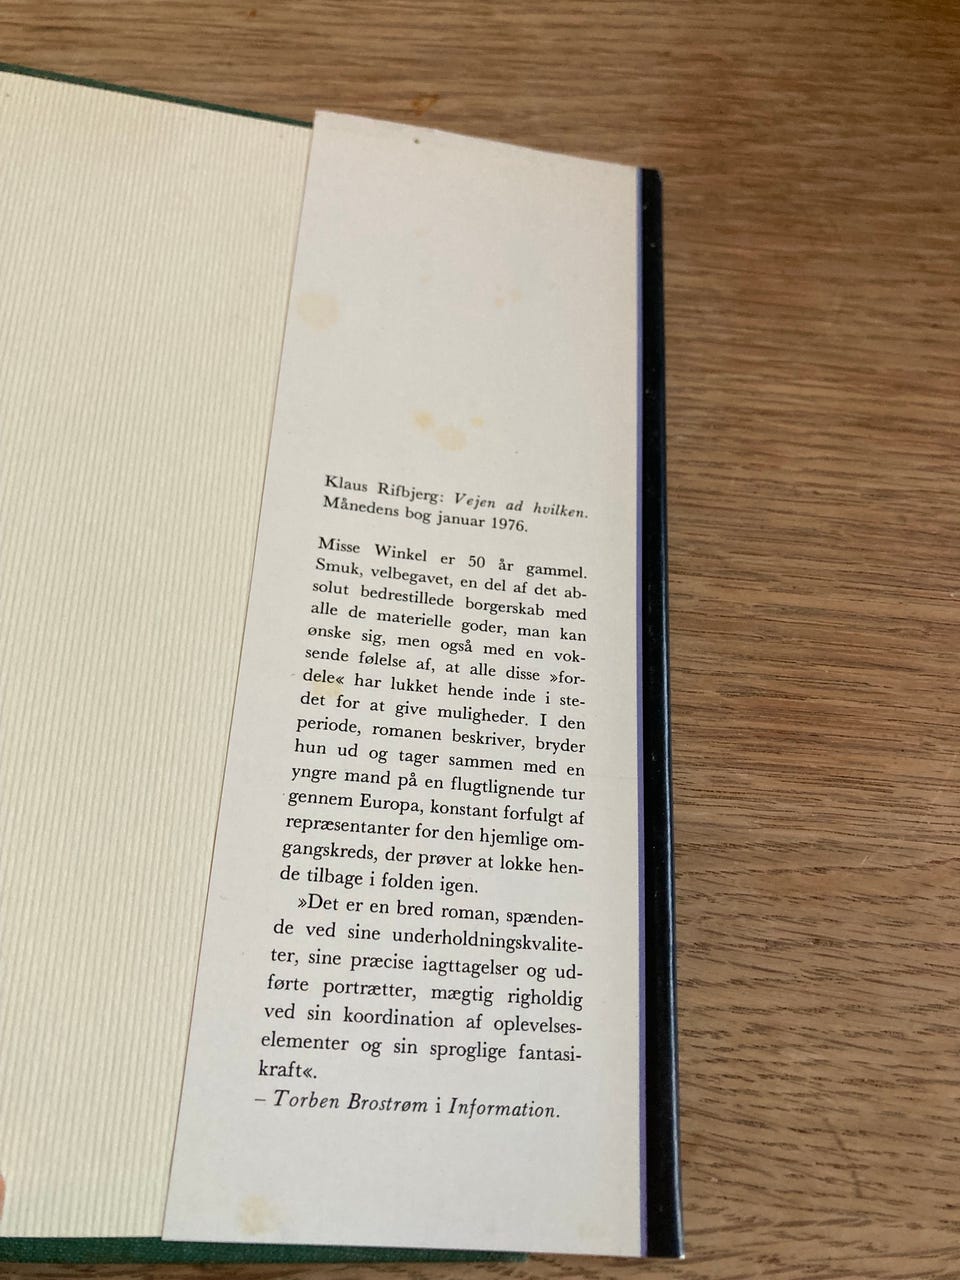 Klaus Rifbjerg: Vejen ad hvilken.
Månedens bog januar 1976.
Misse Winkel er 50 år gammel.
Smuk, velbegavet, en del af det ab-
solut bedrestillede borgerskab med
alle de materielle goder, man kan
ønske sig, men også med en vok-
sende følelse af, at alle disse »for-
dele« har lukket hende inde i ste-
det for at give muligheder. I den
periode, romanen beskriver, bryder
hun ud og tager sammen med en
yngre mand på en flugtlignende tur
gennem Europa, konstant forfulgt af
repræsentanter for den hjemlige om-
gangskreds, der prøver at lokke hen-
de tilbage i folden igen.
»Det er en bred roman, spænden-
de ved sine underholdningskvalite-
ter, sine præcise iagttagelser og ud-
førte portrætter, mægtig righoldig
ved sin koordination af oplevelses-
elementer og sin sproglige fantasi-
kraft«.
– Torben Brostrøm i Information.